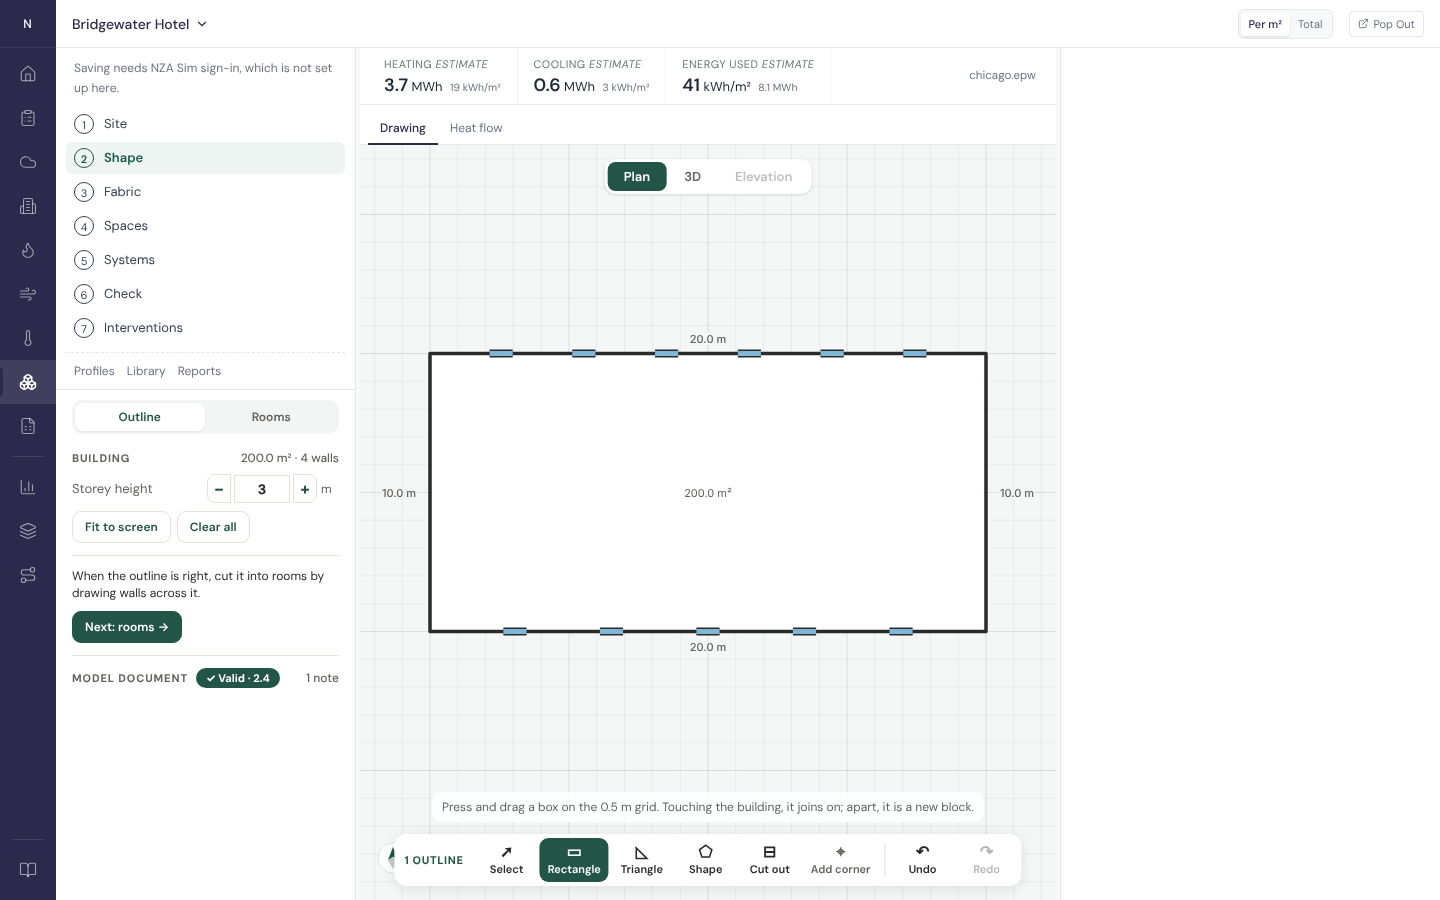 N
Bridgewater Hotel
Per m²
Total
Pop Out
Saving needs NZA Sim sign-in, which is not set
up here.
1 Site
2 Shape
3 Fabric
4 Spaces
5 Systems
6 Check
7 Interventions
Profiles Library Reports
Outline Rooms
BUILDING 200.0 m² · 4 walls
Storey height − 3 + m
Fit to screen Clear all
When the outline is right, cut it into rooms by
drawing walls across it.
Next: rooms →
MODEL DOCUMENT ✓ Valid · 2.4 1 note
HEATING ESTIMATE
3.7 MWh 19 kWh/m²
COOLING ESTIMATE
0.6 MWh 3 kWh/m²
ENERGY USED ESTIMATE
41 kWh/m² 8.1 MWh
chicago.epw
Drawing Heat flow
Plan 3D Elevation
20.0 m
10.0 m
200.0 m²
10.0 m
20.0 m
Press and drag a box on the 0.5 m grid. Touching the building, it joins on; apart, it is a new block.
1 OUTLINE
Select
Rectangle
Triangle
Shape
Cut out
Add corner
Undo
Redo